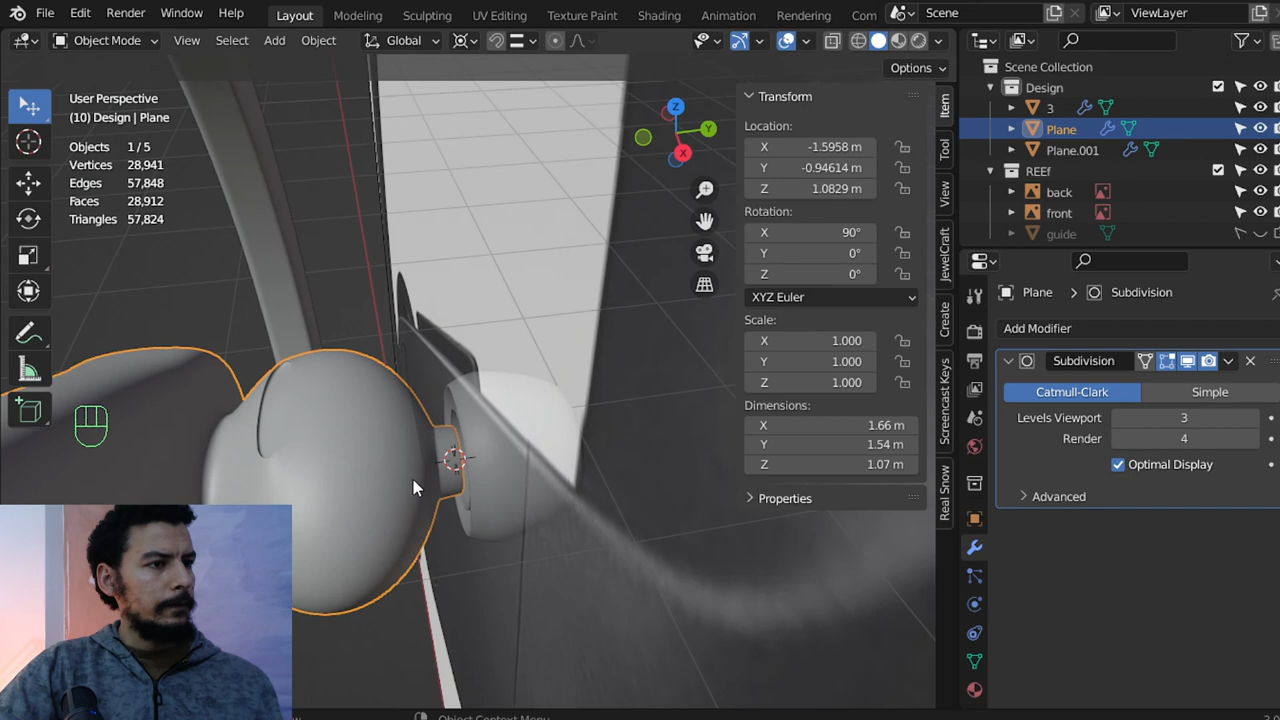 File Edit Render Window Help Layout Modeling Sculpting UV Editing Texture Paint Shading Animation Rendering Com Scene ViewLayer
Object Mode View Select Add Object Global
Options
User Perspective
(10) Design | Plane
Objects 1 / 5
Vertices 28,941
Edges 57,848
Faces 28,912
Triangles 57,824
Z
Y
X
Transform
Location:
X -1.5958 m
Y -0.94614 m
Z 1.0829 m
Rotation:
X 90°
Y 0°
Z 0°
XYZ Euler
Scale:
X 1.000
Y 1.000
Z 1.000
Dimensions:
X 1.66 m
Y 1.54 m
Z 1.07 m
Properties
Item
Tool
View
JewelCraft
Create
Screencast Keys
Real Snow
Scene Collection
Design
3
Plane
Plane.001
REEf
back
front
guide
Plane > Subdivision
Add Modifier
Subdivision
Catmull-Clark Simple
Levels Viewport 3
Render 4
Optimal Display
Advanced
Object Context Menu